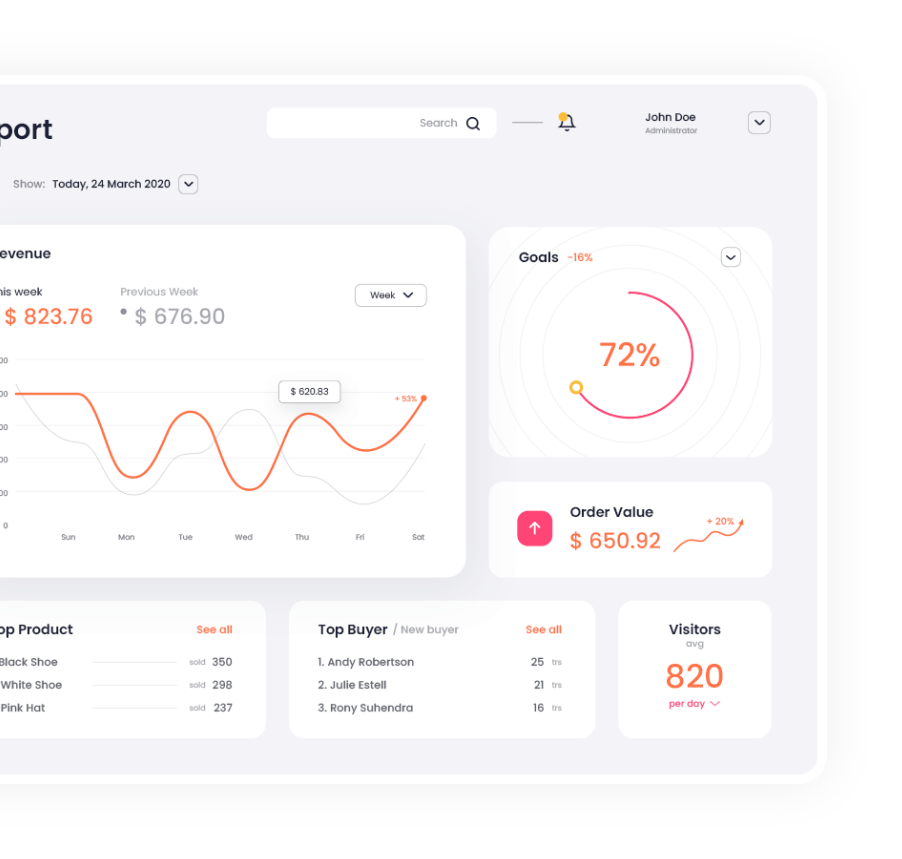 port
Search
John Doe
Administrator
Show: Today, 24 March 2020
evenue
his week
Previous Week
$ 823.76
$ 676.90
Week
00
00
00
00
00
0
$ 620.83
+ 53%
Sun Mon Tue Wed Thu Fri Sat
Goals -16%
72%
Order Value
$ 650.92
+ 20%
op Product
See all
Black Shoe sold 350
White Shoe sold 298
Pink Hat sold 237
Top Buyer / New buyer
See all
1. Andy Robertson 25 trs
2. Julie Estell 21 trs
3. Rony Suhendra 16 trs
Visitors
avg
820
per day